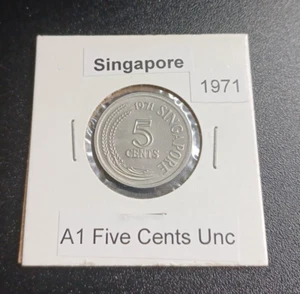 Singapore
1971
1971 SINGAPORE
5
CENTS
A1 Five Cents Unc